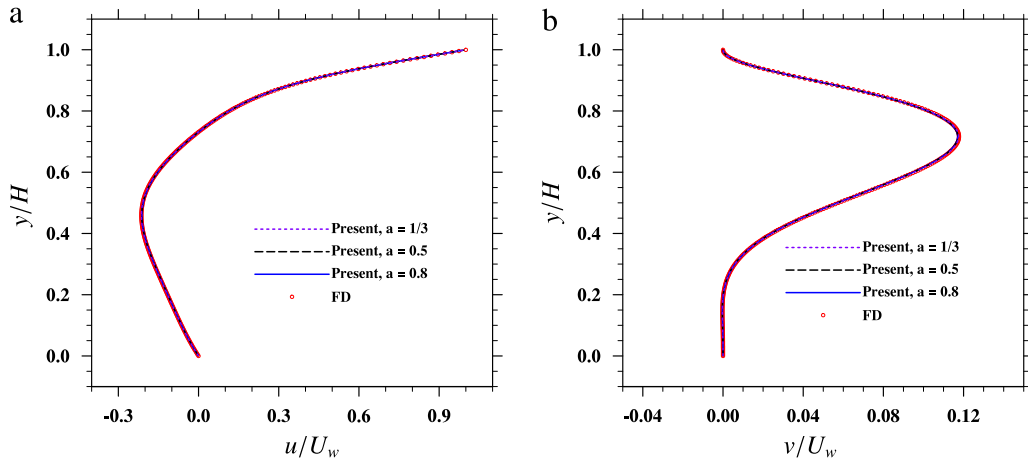 a
1.0
0.8
0.6
0.4
0.2
0.0
y/H
-0.3 0.0 0.3 0.6 0.9
u/U_w
Present, a = 1/3
Present, a = 0.5
Present, a = 0.8
FD
b
1.0
0.8
0.6
0.4
0.2
0.0
y/H
-0.04 0.00 0.04 0.08 0.12
v/U_w
Present, a = 1/3
Present, a = 0.5
Present, a = 0.8
FD